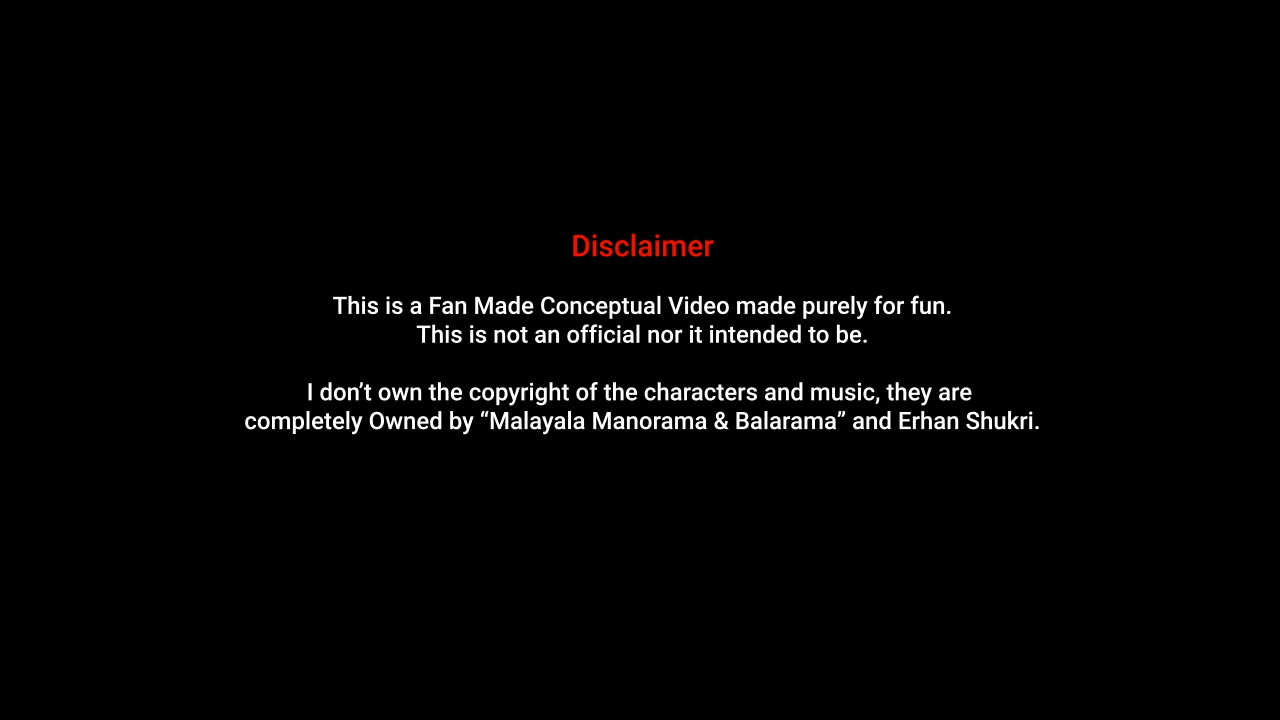 Disclaimer
This is a Fan Made Conceptual Video made purely for fun.
This is not an official nor it intended to be.
I don’t own the copyright of the characters and music, they are
completely Owned by “Malayala Manorama & Balarama” and Erhan Shukri.